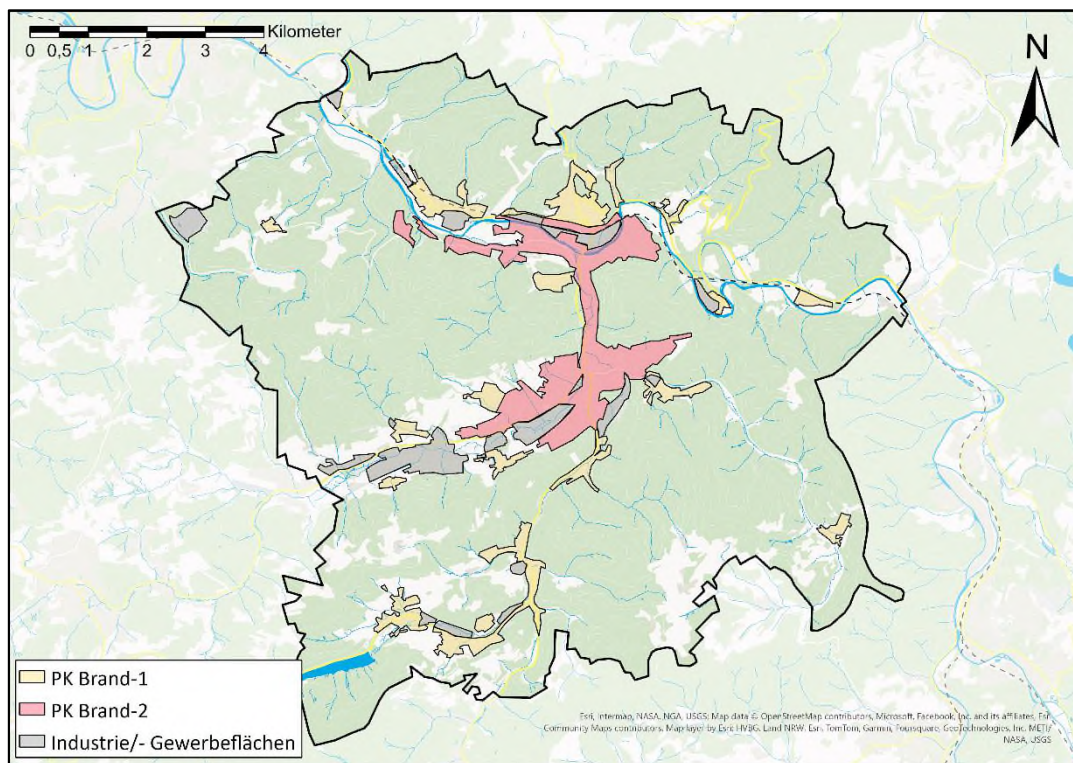 Kilometer
0 0,5 1 2 3 4
N
PK Brand-1
PK Brand-2
Industrie/- Gewerbeflächen
Esri, Intermap, NASA, NGA, USGS; Map data © OpenStreetMap contributors, Microsoft, Facebook, Inc. and its affiliates, Esri
Community Maps contributors, Map layer by Esri; HVBG, Land NRW, Esri, TomTom, Garmin, Foursquare, GeoTechnologies, Inc, METI/
NASA, USGS